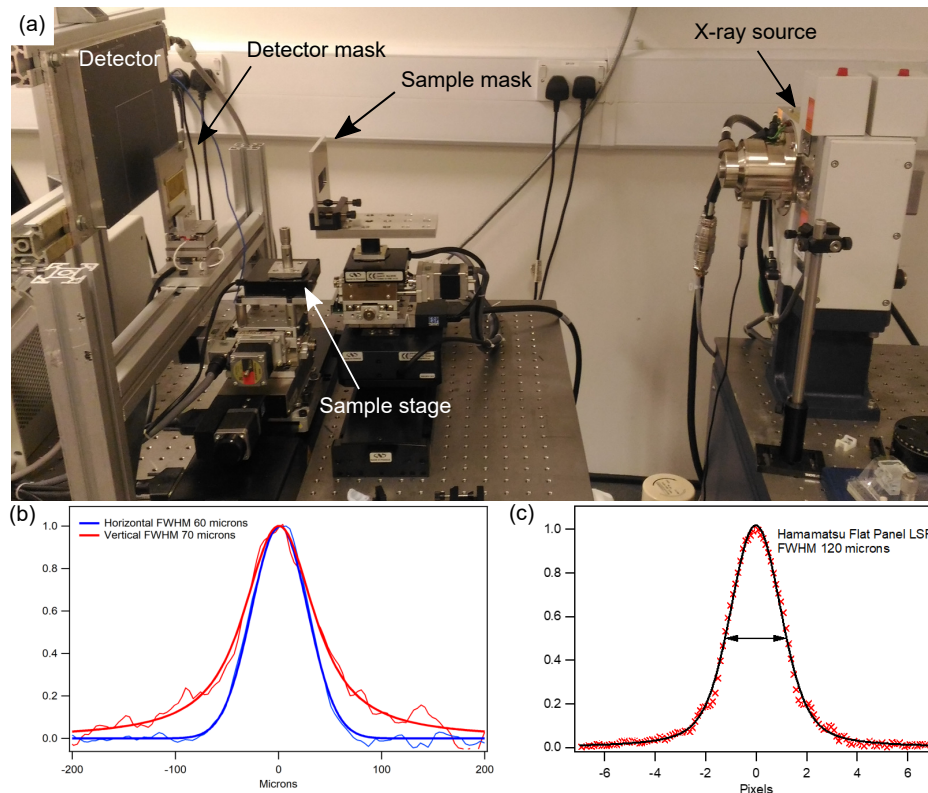 (a)
Detector
Detector mask
Sample mask
X-ray source
Sample stage
(b)
Horizontal FWHM 60 microns
Vertical FWHM 70 microns
1.0
0.8
0.6
0.4
0.2
0.0
-200
-100
0
100
200
Microns
(c)
Hamamatsu Flat Panel LSF
FWHM 120 microns
1.0
0.8
0.6
0.4
0.2
0.0
-6
-4
-2
0
2
4
6
Pixels